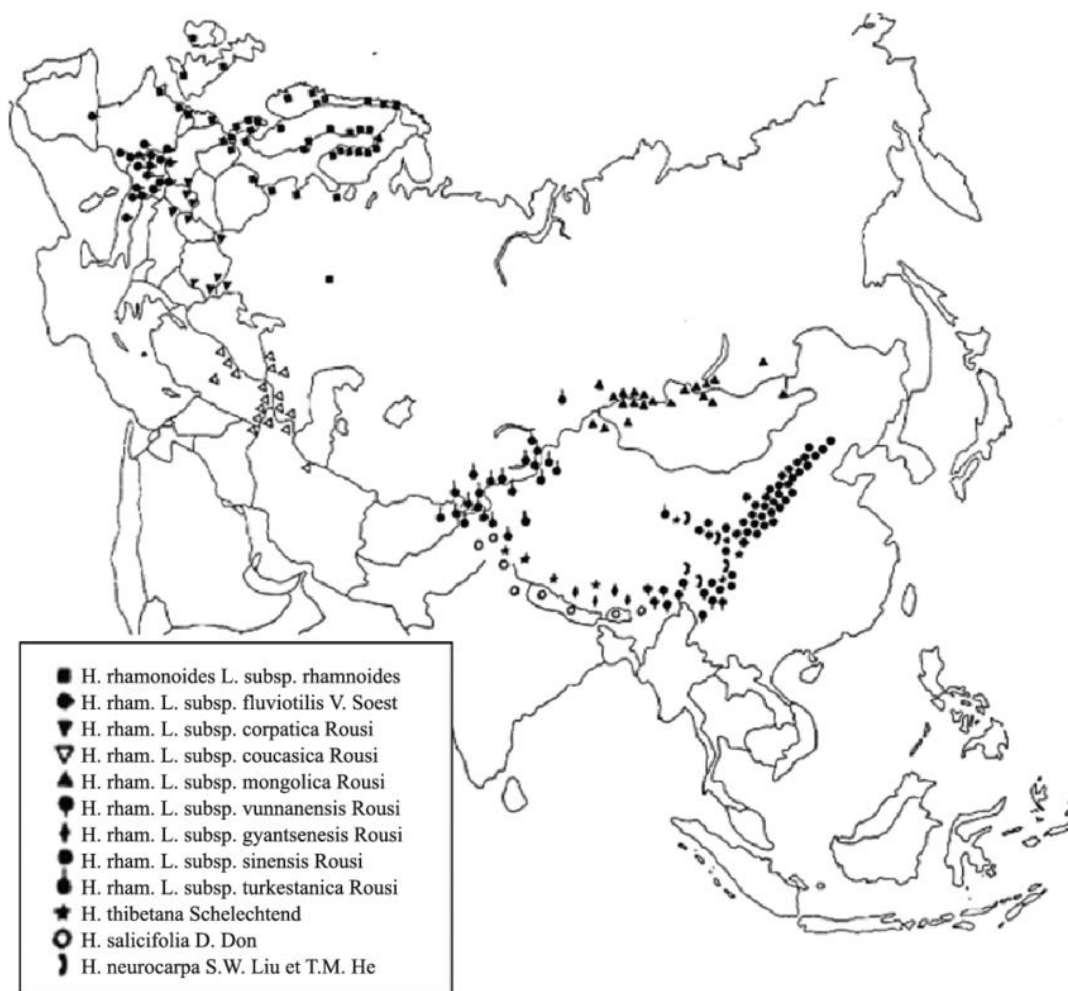 H. rhamonoides L. subsp. rhamnoides
H. rham. L. subsp. fluviotilis V. Soest
H. rham. L. subsp. corpatica Rousi
H. rham. L. subsp. coucasica Rousi
H. rham. L. subsp. mongolica Rousi
H. rham. L. subsp. vunnanensis Rousi
H. rham. L. subsp. gyantsenesis Rousi
H. rham. L. subsp. sinensis Rousi
H. rham. L. subsp. turkestanica Rousi
H. thibetana Schelechtend
H. salicifolia D. Don
H. neurocarpa S.W. Liu et T.M. He